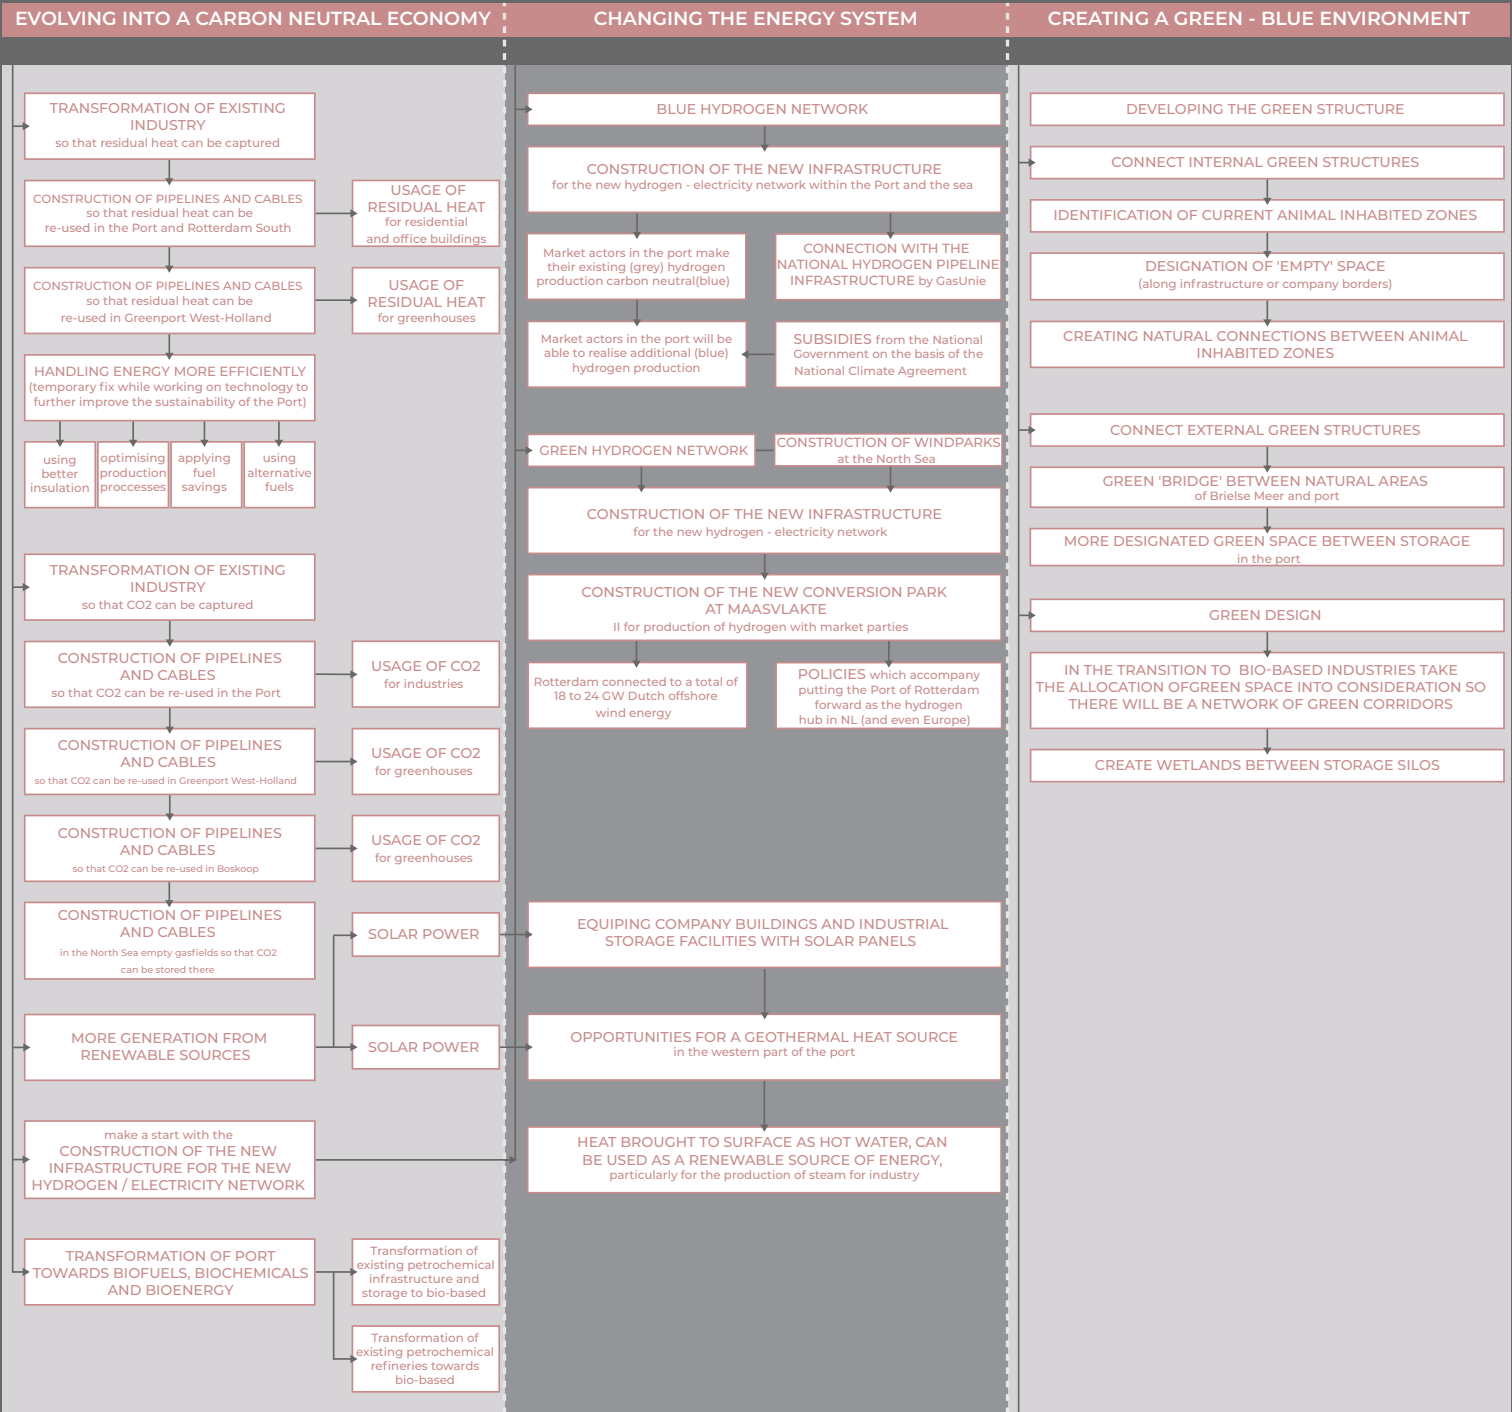 EVOLVING INTO A CARBON NEUTRAL ECONOMY
CHANGING THE ENERGY SYSTEM
CREATING A GREEN - BLUE ENVIRONMENT
TRANSFORMATION OF EXISTING
INDUSTRY
so that residual heat can be captured
CONSTRUCTION OF PIPELINES AND CABLES
so that residual heat can be
re-used in the Port and Rotterdam South
USAGE OF
RESIDUAL HEAT
for residential
and office buildings
CONSTRUCTION OF PIPELINES AND CABLES
so that residual heat can be
re-used in Greenport West-Holland
USAGE OF
RESIDUAL HEAT
for greenhouses
HANDLING ENERGY MORE EFFICIENTLY
(temporary fix while working on technology to
further improve the sustainability of the Port)
using
better
insulation
optimising
production
proccesses
applying
fuel
savings
using
alternative
fuels
TRANSFORMATION OF EXISTING
INDUSTRY
so that CO2 can be captured
CONSTRUCTION OF PIPELINES
AND CABLES
so that CO2 can be re-used in the Port
USAGE OF CO2
for industries
CONSTRUCTION OF PIPELINES
AND CABLES
so that CO2 can be re-used in Greenport West-Holland
USAGE OF CO2
for greenhouses
CONSTRUCTION OF PIPELINES
AND CABLES
so that CO2 can be re-used in Boskoop
USAGE OF CO2
for greenhouses
CONSTRUCTION OF PIPELINES
AND CABLES
in the North Sea empty gasfields so that CO2
can be stored there
SOLAR POWER
MORE GENERATION FROM
RENEWABLE SOURCES
SOLAR POWER
make a start with the
CONSTRUCTION OF THE NEW
INFRASTRUCTURE FOR THE NEW
HYDROGEN / ELECTRICITY NETWORK
TRANSFORMATION OF PORT
TOWARDS BIOFUELS, BIOCHEMICALS
AND BIOENERGY
Transformation of
existing petrochemical
infrastructure and
storage to bio-based
Transformation of
existing petrochemical
refineries towards
bio-based
BLUE HYDROGEN NETWORK
CONSTRUCTION OF THE NEW INFRASTRUCTURE
for the new hydrogen - electricity network within the Port and the sea
Market actors in the port make
their existing (grey) hydrogen
production carbon neutral(blue)
CONNECTION WITH THE
NATIONAL HYDROGEN PIPELINE
INFRASTRUCTURE by GasUnie
Market actors in the port will be
able to realise additional (blue)
hydrogen production
SUBSIDIES from the National
Government on the basis of the
National Climate Agreement
GREEN HYDROGEN NETWORK
CONSTRUCTION OF WINDPARKS
at the North Sea
CONSTRUCTION OF THE NEW INFRASTRUCTURE
for the new hydrogen - electricity network
CONSTRUCTION OF THE NEW CONVERSION PARK
AT MAASVLAKTE
II for production of hydrogen with market parties
Rotterdam connected to a total of
18 to 24 GW Dutch offshore
wind energy
POLICIES which accompany
putting the Port of Rotterdam
forward as the hydrogen
hub in NL (and even Europe)
EQUIPING COMPANY BUILDINGS AND INDUSTRIAL
STORAGE FACILITIES WITH SOLAR PANELS
OPPORTUNITIES FOR A GEOTHERMAL HEAT SOURCE
in the western part of the port
HEAT BROUGHT TO SURFACE AS HOT WATER, CAN
BE USED AS A RENEWABLE SOURCE OF ENERGY,
particularly for the production of steam for industry
DEVELOPING THE GREEN STRUCTURE
CONNECT INTERNAL GREEN STRUCTURES
IDENTIFICATION OF CURRENT ANIMAL INHABITED ZONES
DESIGNATION OF 'EMPTY' SPACE
(along infrastructure or company borders)
CREATING NATURAL CONNECTIONS BETWEEN ANIMAL
INHABITED ZONES
CONNECT EXTERNAL GREEN STRUCTURES
GREEN 'BRIDGE' BETWEEN NATURAL AREAS
of Brielse Meer and port
MORE DESIGNATED GREEN SPACE BETWEEN STORAGE
in the port
GREEN DESIGN
IN THE TRANSITION TO BIO-BASED INDUSTRIES TAKE
THE ALLOCATION OFGREEN SPACE INTO CONSIDERATION SO
THERE WILL BE A NETWORK OF GREEN CORRIDORS
CREATE WETLANDS BETWEEN STORAGE SILOS